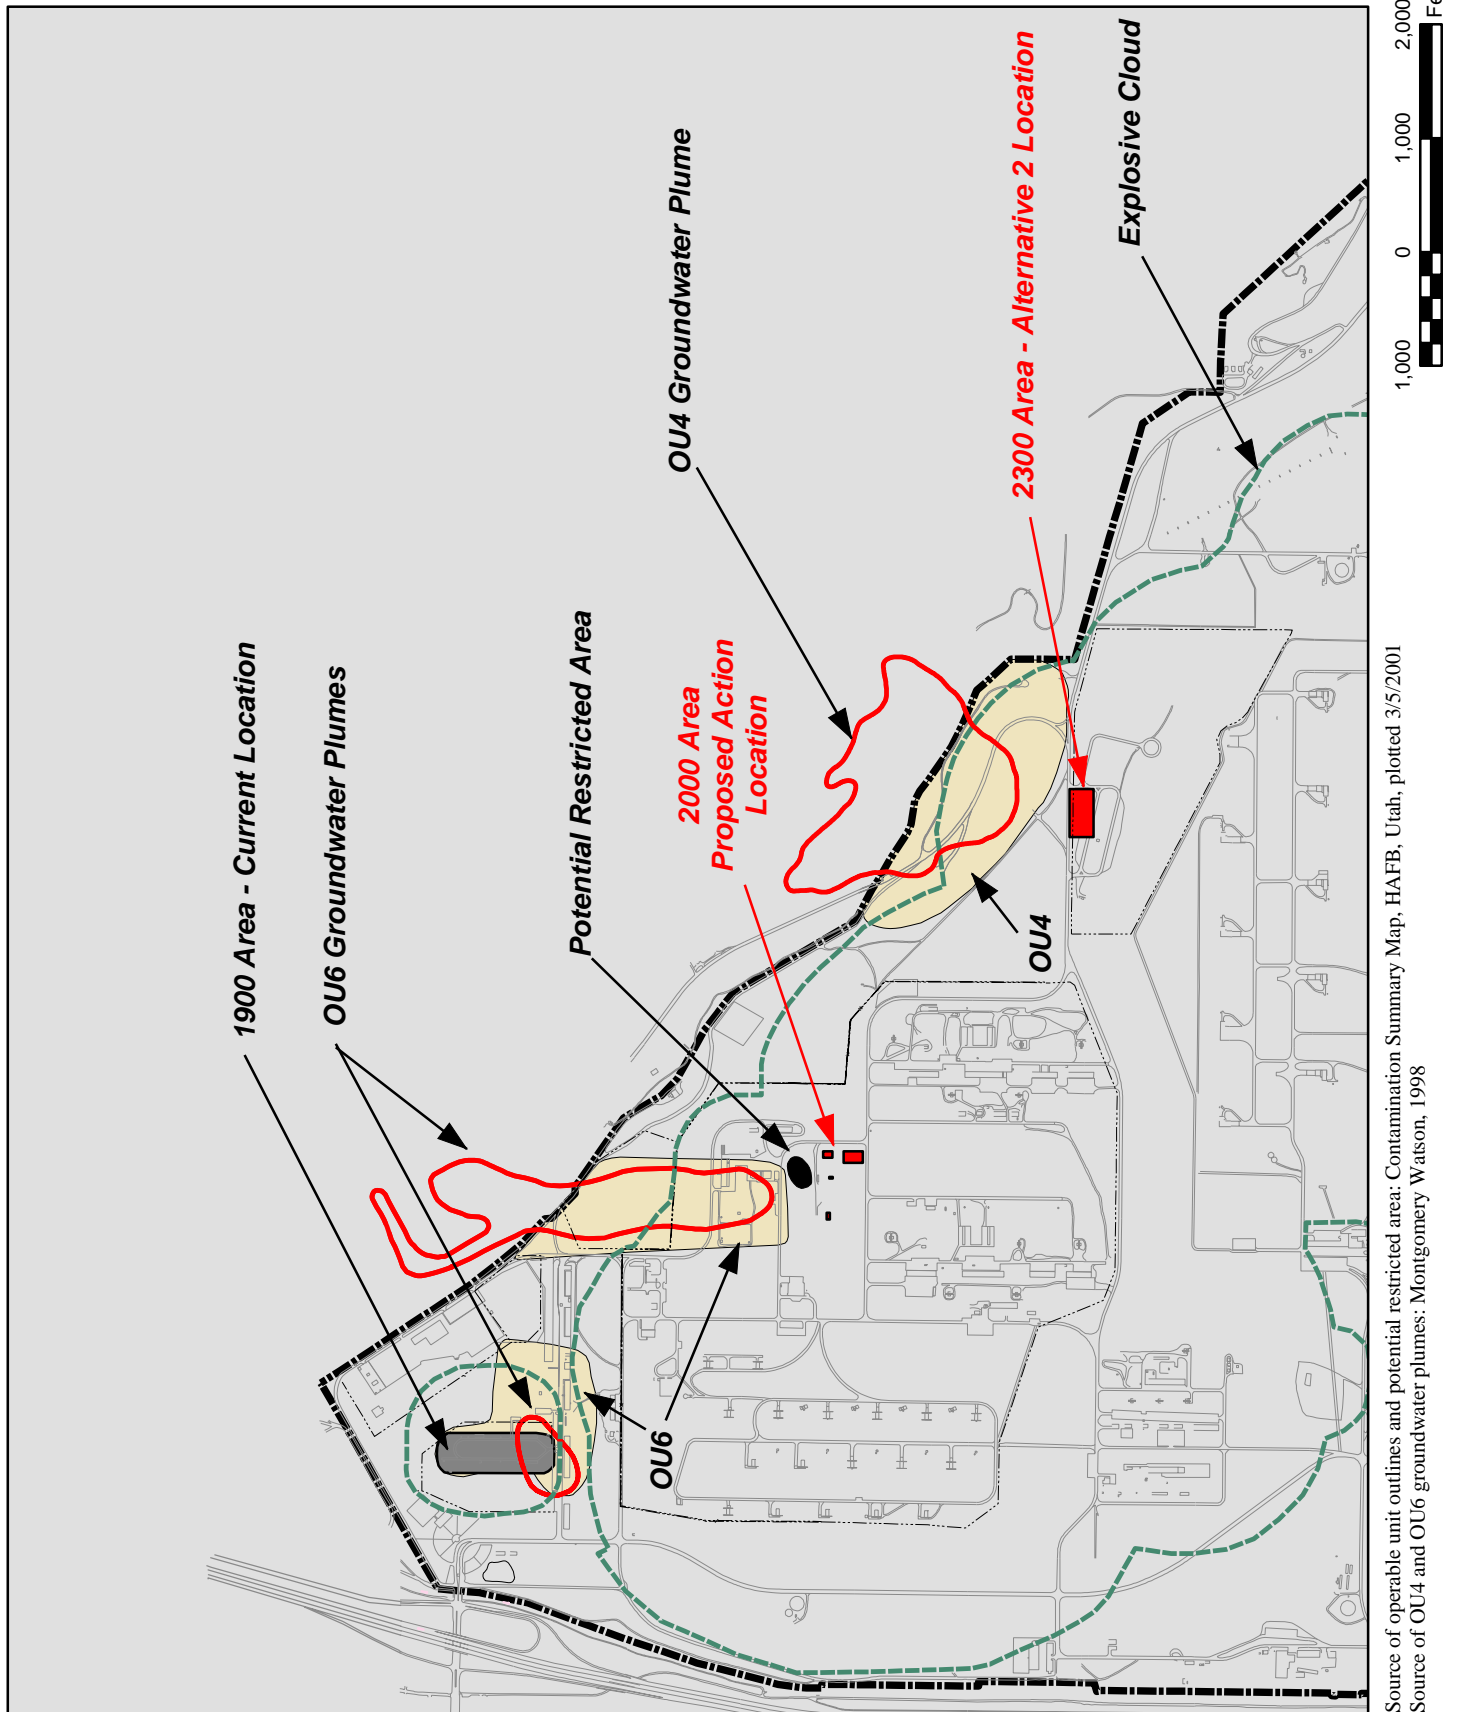 1900 Area - Current Location
OU6 Groundwater Plumes
Potential Restricted Area
2000 Area
Proposed Action
Location
OU4 Groundwater Plume
2300 Area - Alternative 2 Location
Explosive Cloud
OU6
OU4
1,000 0 1,000 2,000
Fe
Source of operable unit outlines and potential restricted area: Contamination Summary Map, HAFB, Utah, plotted 3/5/2001
Source of OU4 and OU6 groundwater plumes: Montgomery Watson, 1998